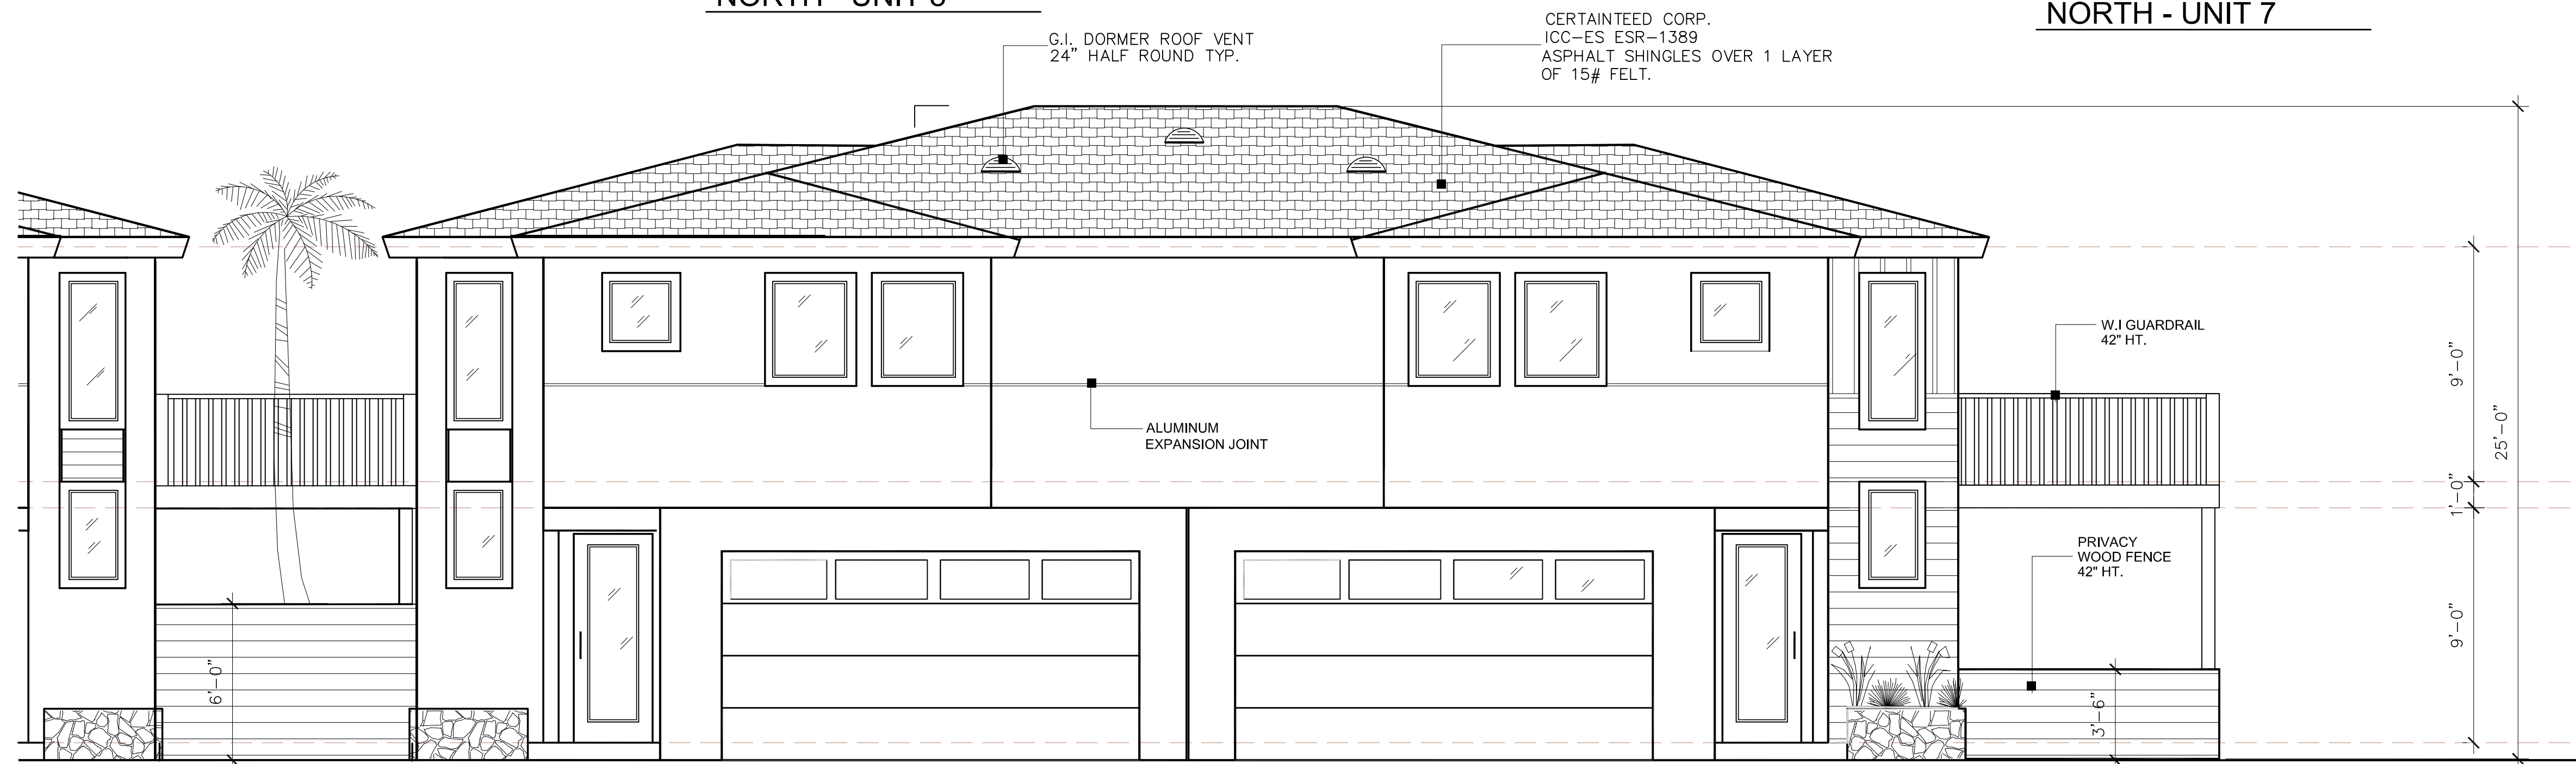 NORTH - UNIT 7
G.I. DORMER ROOF VENT
24" HALF ROUND TYP.
CERTAINTEED CORP.
ICC-ES ESR-1389
ASPHALT SHINGLES OVER 1 LAYER
OF 15# FELT.
W.I GUARDRAIL
42" HT.
ALUMINUM
EXPANSION JOINT
PRIVACY
WOOD FENCE
42" HT.
9'-0"
25'-0"
1'-0"
9'-0"
6'-0"
3'-6"